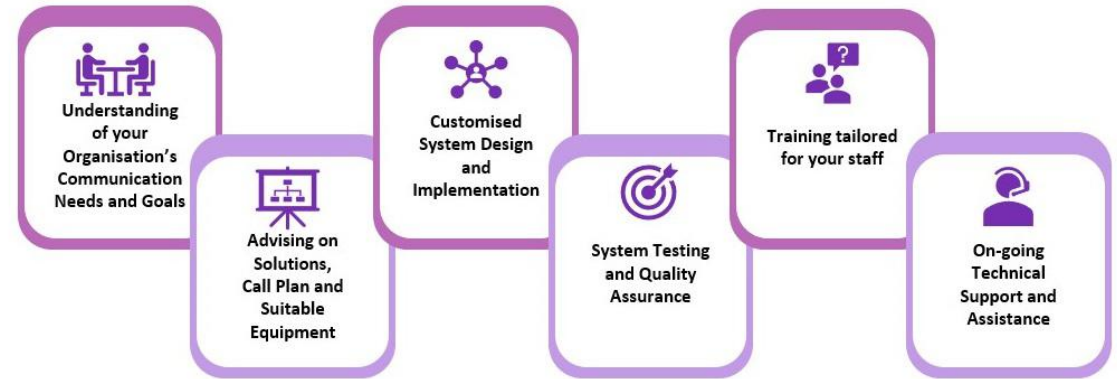 Understanding
of your
Organisation’s
Communication
Needs and Goals
Advising on
Solutions,
Call Plan and
Suitable
Equipment
Customised
System Design
and
Implementation
System Testing
and Quality
Assurance
?
Training tailored
for your staff
On-going
Technical
Support and
Assistance